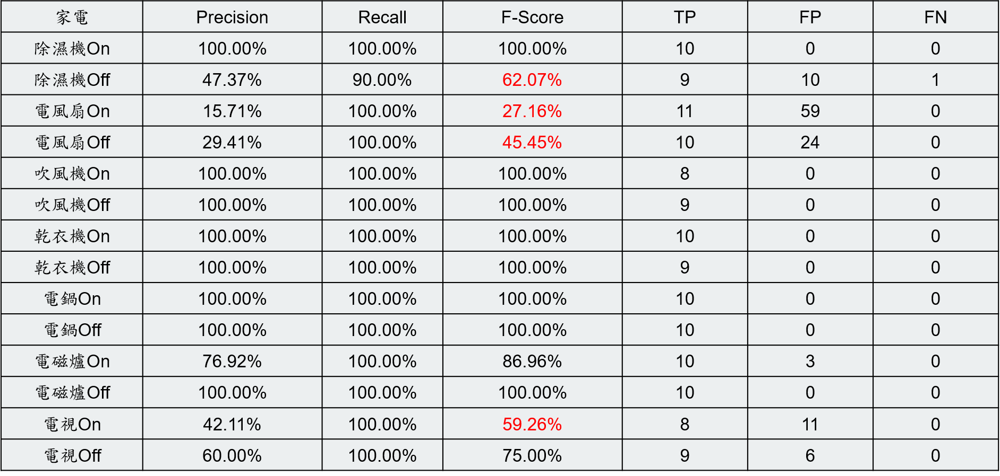 家電 Precision Recall F-Score TP FP FN
除濕機On 100.00% 100.00% 100.00% 10 0 0
除濕機Off 47.37% 90.00% 62.07% 9 10 1
電風扇On 15.71% 100.00% 27.16% 11 59 0
電風扇Off 29.41% 100.00% 45.45% 10 24 0
吹風機On 100.00% 100.00% 100.00% 8 0 0
吹風機Off 100.00% 100.00% 100.00% 9 0 0
乾衣機On 100.00% 100.00% 100.00% 10 0 0
乾衣機Off 100.00% 100.00% 100.00% 9 0 0
電鍋On 100.00% 100.00% 100.00% 10 0 0
電鍋Off 100.00% 100.00% 100.00% 10 0 0
電磁爐On 76.92% 100.00% 86.96% 10 3 0
電磁爐Off 100.00% 100.00% 100.00% 10 0 0
電視On 42.11% 100.00% 59.26% 8 11 0
電視Off 60.00% 100.00% 75.00% 9 6 0